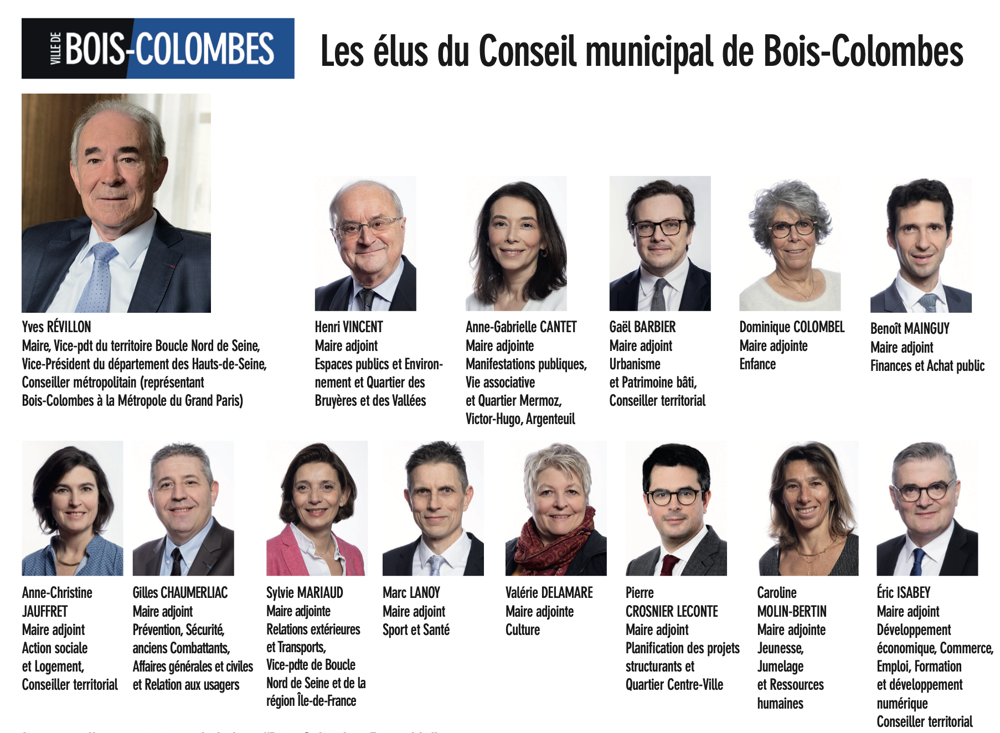 VILLE DE BOIS-COLOMBES
Les élus du Conseil municipal de Bois-Colombes
Yves RÉVILLON
Maire, Vice-pdt du territoire Boucle Nord de Seine,
Vice-Président du département des Hauts-de-Seine,
Conseiller métropolitain (représentant
Bois-Colombes à la Métropole du Grand Paris)
Henri VINCENT
Maire adjoint
Espaces publics et Environ-
nement et Quartier des
Bruyères et des Vallées
Anne-Gabrielle CANTET
Maire adjointe
Manifestations publiques,
Vie associative
et Quartier Mermoz,
Victor-Hugo, Argenteuil
Gaël BARBIER
Maire adjoint
Urbanisme
et Patrimoine bâti,
Conseiller territorial
Dominique COLOMBEL
Maire adjointe
Enfance
Benoît MAINGUY
Maire adjoint
Finances et Achat public
Anne-Christine
JAUFFRET
Maire adjoint
Action sociale
et Logement,
Conseiller territorial
Gilles CHAUMERLIAC
Maire adjoint
Prévention, Sécurité,
anciens Combattants,
Affaires générales et civiles
et Relation aux usagers
Sylvie MARIAUD
Maire adjointe
Relations extérieures
et Transports,
Vice-pdte de Boucle
Nord de Seine et de la
région Île-de-France
Marc LANOY
Maire adjoint
Sport et Santé
Valérie DELAMARE
Maire adjointe
Culture
Pierre
CROSNIER LECONTE
Maire adjoint
Planification des projets
structurants et
Quartier Centre-Ville
Caroline
MOLIN-BERTIN
Maire adjointe
Jeunesse,
Jumelage
et Ressources
humaines
Éric ISABEY
Maire adjoint
Développement
économique, Commerce,
Emploi, Formation
et développement
numérique
Conseiller territorial